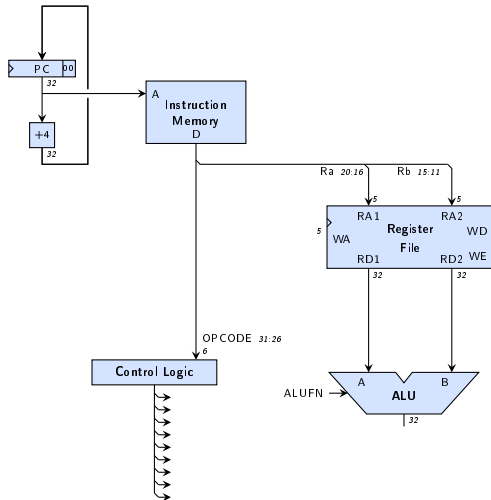 PC 00
32
A
Instruction
Memory
D
+4
32
Ra 20:16 Rb 15:11
5 5
RA1 RA2
5 WA Register WD
File WE
RD1 RD2
32 32
OPCODE 31:26
6
Control Logic
A B
ALUFN ALU
32